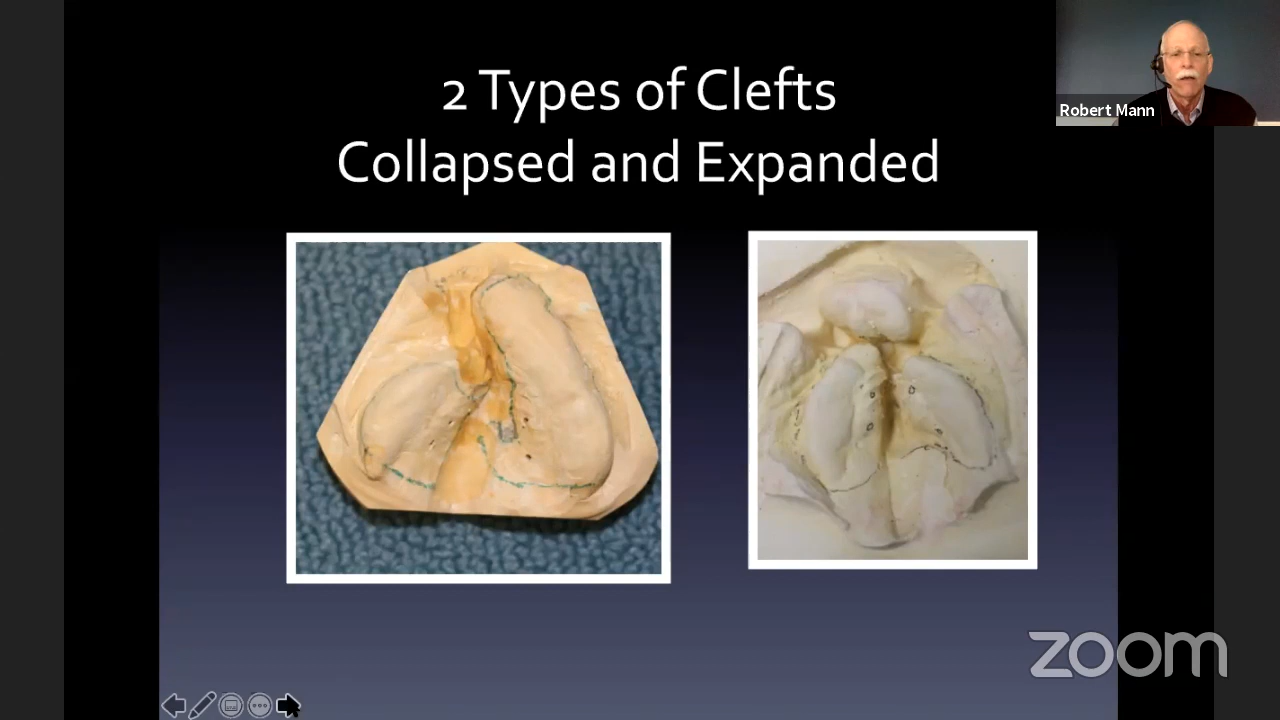 2 Types of Clefts
Collapsed and Expanded
Robert Mann
zoom